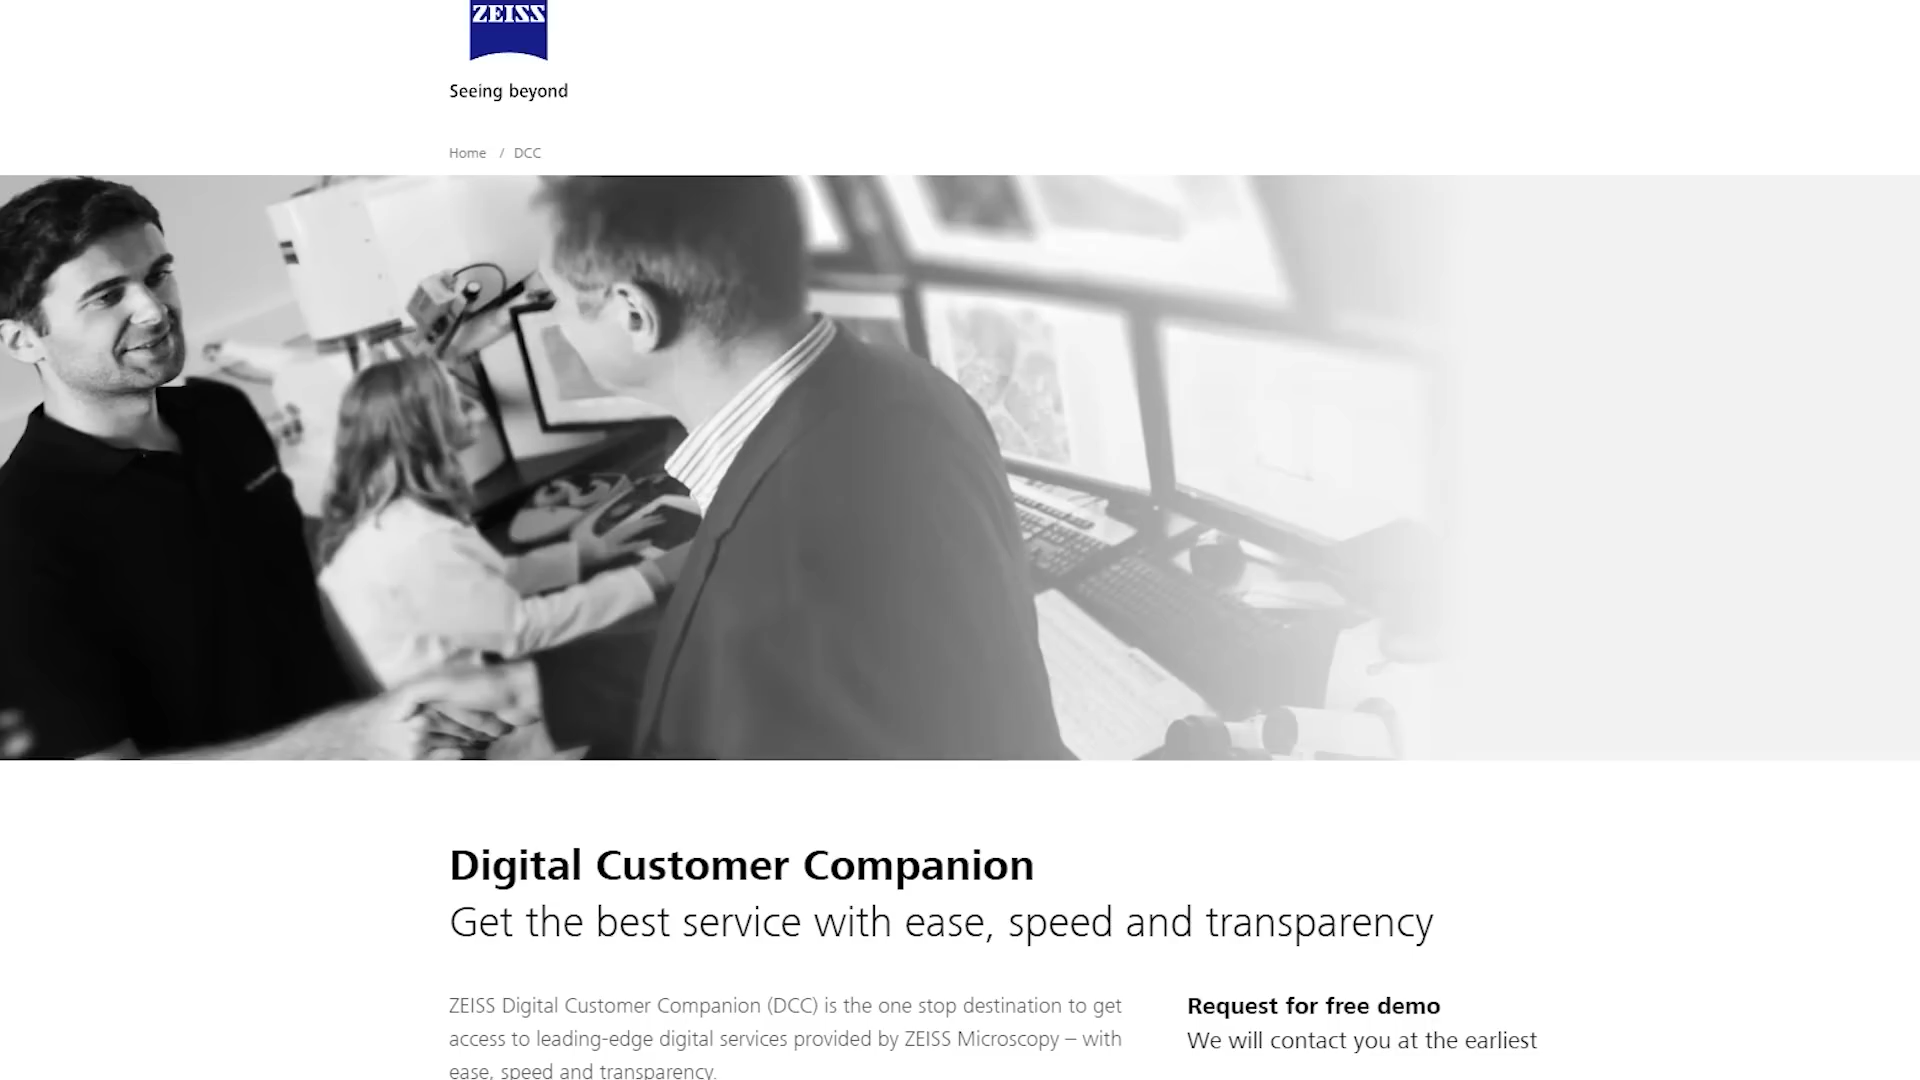 ZEISS
Seeing beyond
Home / DCC
Digital Customer Companion
Get the best service with ease, speed and transparency
ZEISS Digital Customer Companion (DCC) is the one stop destination to get
access to leading-edge digital services provided by ZEISS Microscopy – with
ease, speed and transparency.
Request for free demo
We will contact you at the earliest